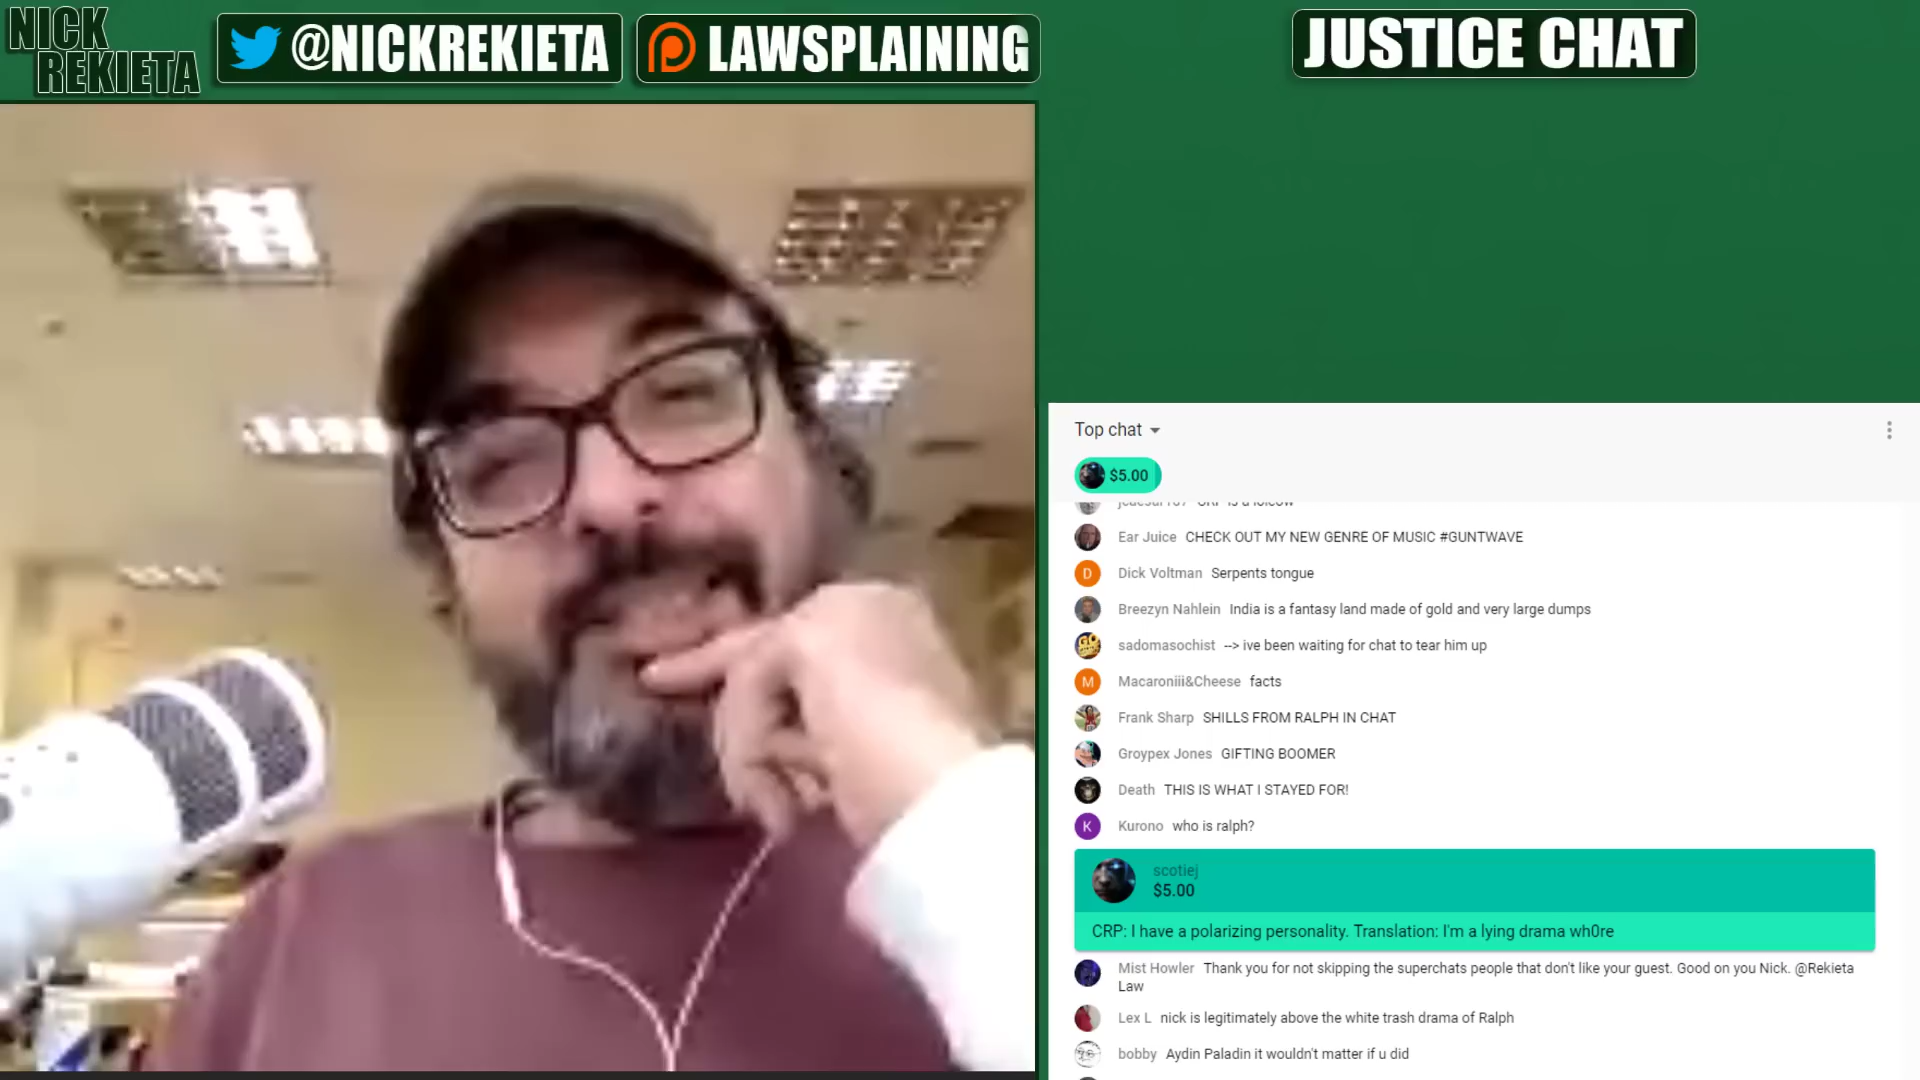 NICK
REKIETA
@NICKREKIETA
LAWSPLAINING
JUSTICE CHAT
Top chat
$5.00
Ear Juice CHECK OUT MY NEW GENRE OF MUSIC #GUNTWAVE
Dick Voltman Serpents tongue
Breezyn Nahlein India is a fantasy land made of gold and very large dumps
sadomasochist --> ive been waiting for chat to tear him up
Macaroniii&Cheese facts
Frank Sharp SHILLS FROM RALPH IN CHAT
Groypex Jones GIFTING BOOMER
Death THIS IS WHAT I STAYED FOR!
Kurono who is ralph?
scotiej
$5.00
CRP: I have a polarizing personality. Translation: I'm a lying drama wh0re
Mist Howler Thank you for not skipping the superchats people that don't like your guest. Good on you Nick. @Rekieta
Law
Lex L nick is legitimately above the white trash drama of Ralph
bobby Aydin Paladin it wouldn't matter if u did